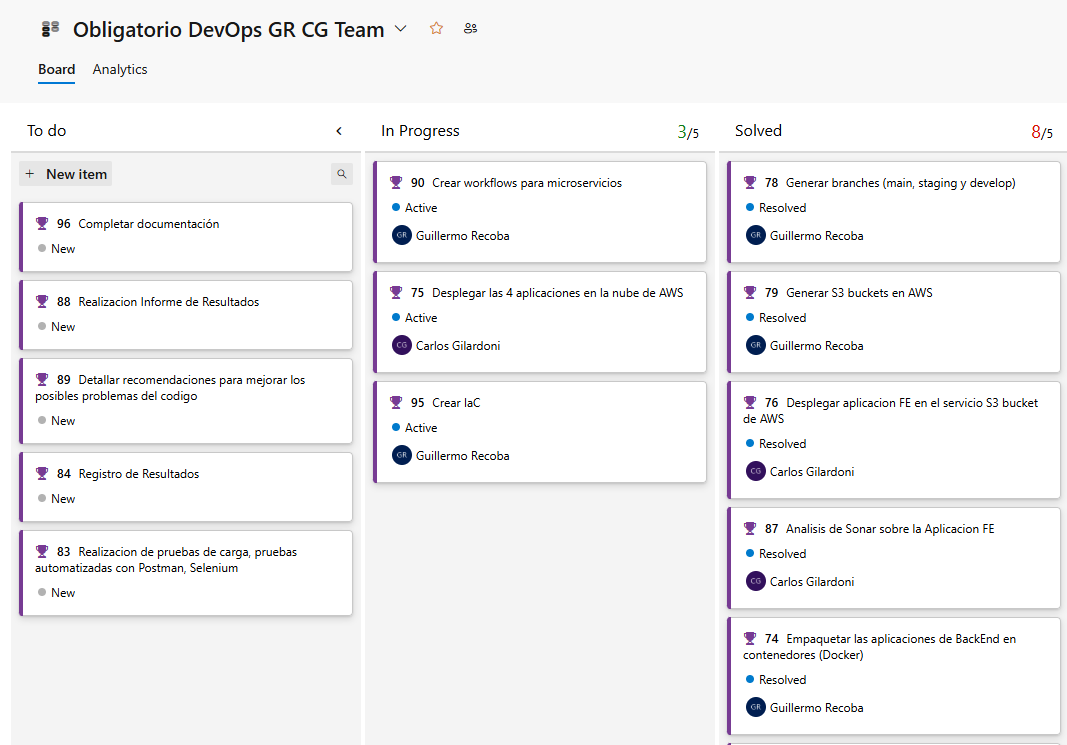 Obligatorio DevOps GR CG Team
Board Analytics
To do
New item
96 Completar documentación
New
88 Realizacion Informe de Resultados
New
89 Detallar recomendaciones para mejorar los
posibles problemas del codigo
New
84 Registro de Resultados
New
83 Realizacion de pruebas de carga, pruebas
automatizadas con Postman, Selenium
New
In Progress 3/5
90 Crear workflows para microservicios
Active
GR Guillermo Recoba
75 Desplegar las 4 aplicaciones en la nube de AWS
Active
CG Carlos Gilardoni
95 Crear IaC
Active
GR Guillermo Recoba
Solved 8/5
78 Generar branches (main, staging y develop)
Resolved
GR Guillermo Recoba
79 Generar S3 buckets en AWS
Resolved
GR Guillermo Recoba
76 Desplegar aplicacion FE en el servicio S3 bucket
de AWS
Resolved
CG Carlos Gilardoni
87 Analisis de Sonar sobre la Aplicacion FE
Resolved
CG Carlos Gilardoni
74 Empaquetar las aplicaciones de BackEnd en
contenedores (Docker)
Resolved
GR Guillermo Recoba